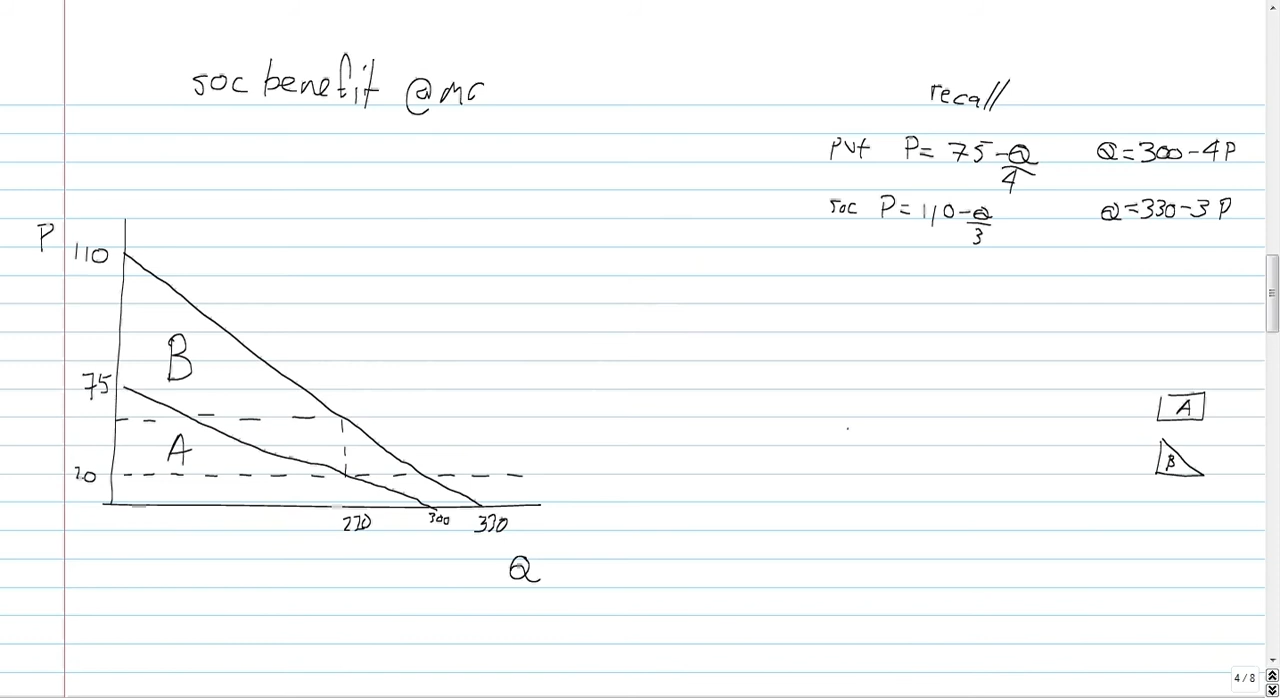 soc benefit @MC
recall
pvt P = 75 - Q/4 Q = 300 - 4P
soc P = 110 - Q/3 Q = 330 - 3P
P
110
B
75
A
20
220 300 330
Q
A
B
4 / 8